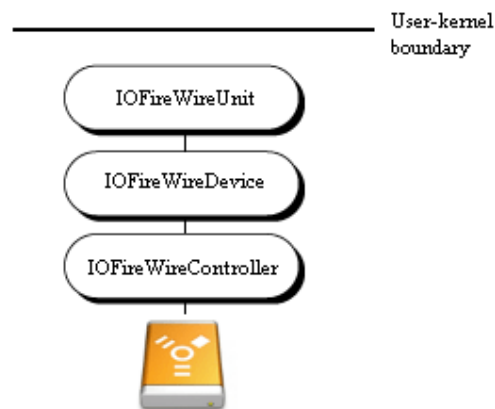 User-kernel
boundary
IOFireWireUnit
IOFireWireDevice
IOFireWireController